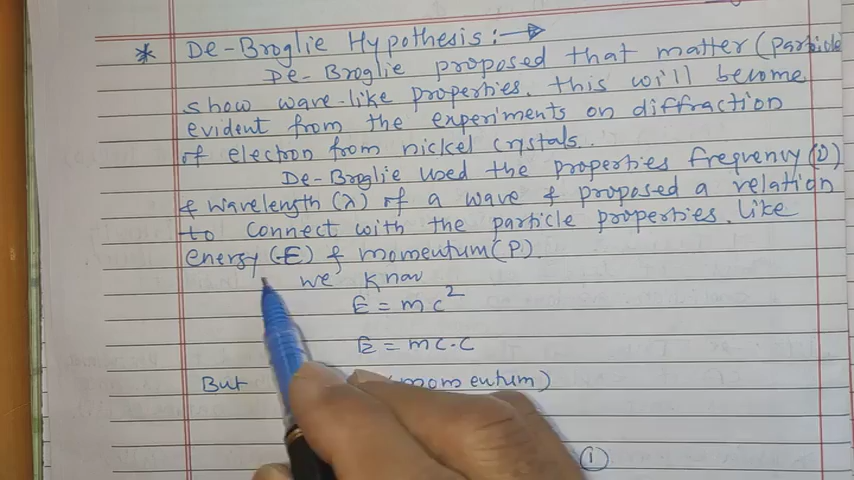 * De-Broglie Hypothesis:→
De-Broglie proposed that matter (particle
show wave-like properties. this will become
evident from the experiments on diffraction
of electron from nickel crystals.
De-Broglie used the properties frequency (υ)
& wavelength (λ) of a wave & proposed a relation
to connect with the particle properties. like
energy (E) & momentum (P).
we know
E = mc²
E = mc.c
But (momentum)
①